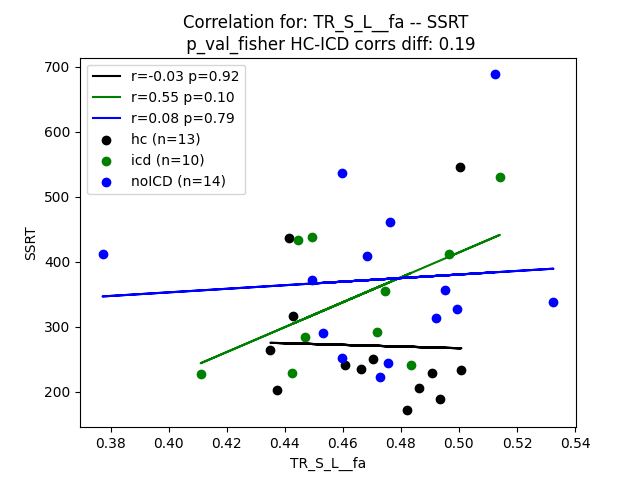 Correlation for: TR_S_L__fa -- SSRT
p_val_fisher HC-ICD corrs diff: 0.19
r=-0.03 p=0.92
r=0.55 p=0.10
r=0.08 p=0.79
hc (n=13)
icd (n=10)
noICD (n=14)
700
600
500
400
300
200
SSRT
0.38 0.40 0.42 0.44 0.46 0.48 0.50 0.52 0.54
TR_S_L__fa